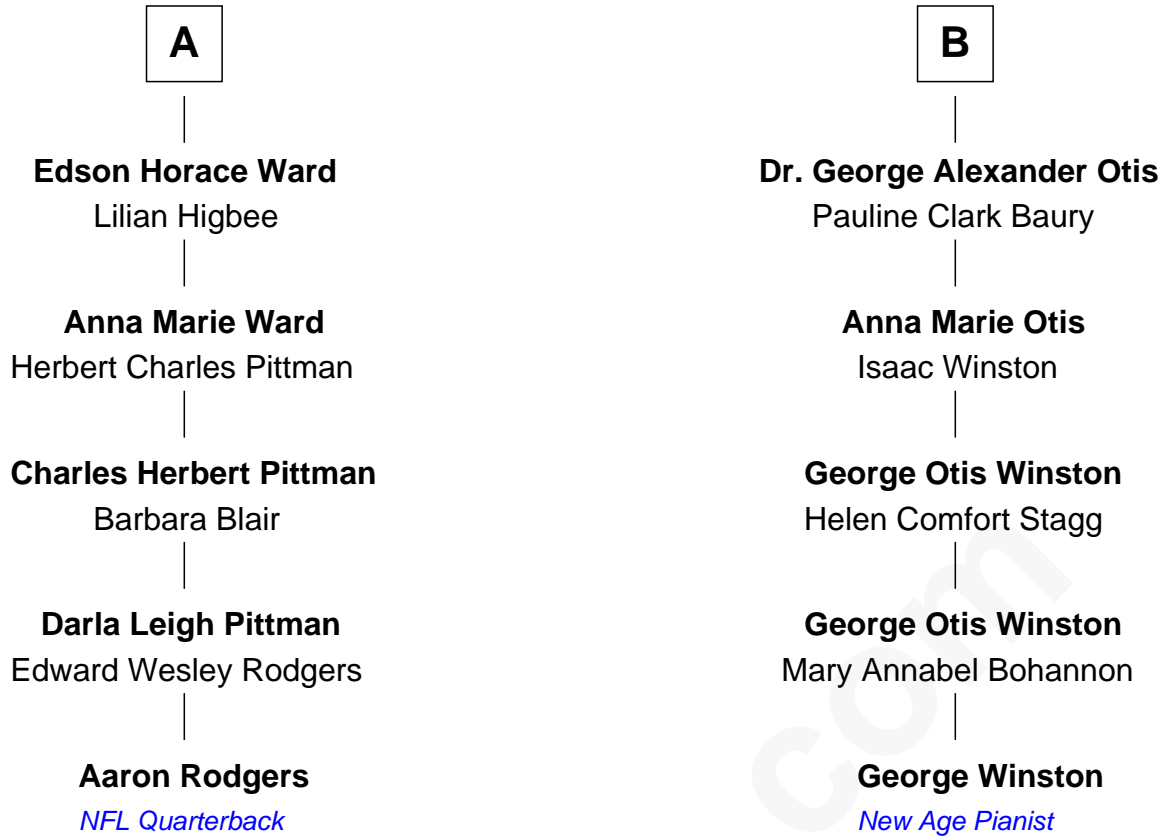 A
B
Edson Horace Ward
Lilian Higbee
Dr. George Alexander Otis
Pauline Clark Baury
Anna Marie Ward
Herbert Charles Pittman
Anna Marie Otis
Isaac Winston
Charles Herbert Pittman
Barbara Blair
George Otis Winston
Helen Comfort Stagg
Darla Leigh Pittman
Edward Wesley Rodgers
George Otis Winston
Mary Annabel Bohannon
Aaron Rodgers
NFL Quarterback
George Winston
New Age Pianist
com